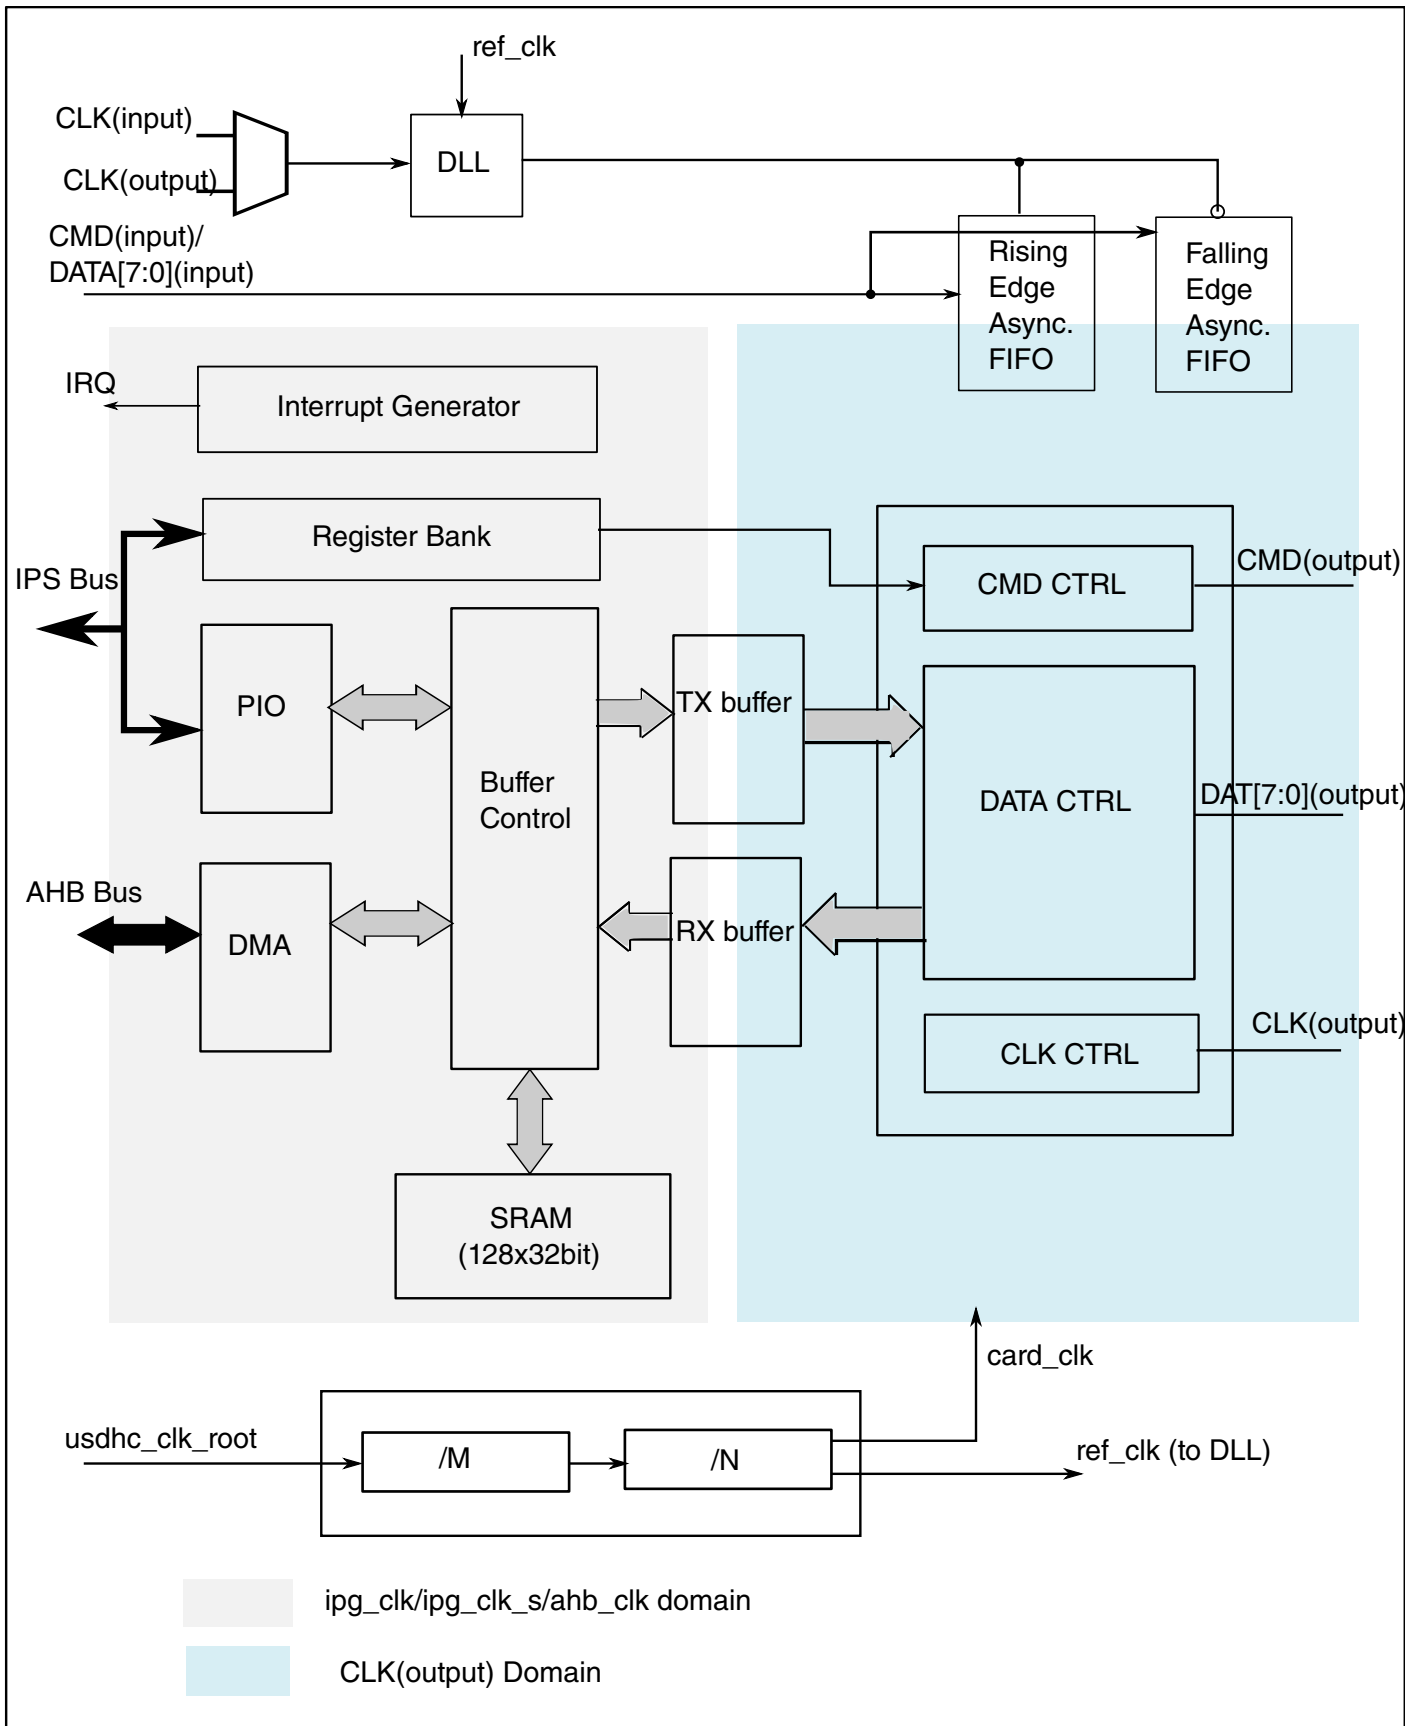 ref_clk
CLK(input)
CLK(output)
DLL
CMD(input)/
DATA[7:0](input)
Rising
Edge
Async.
FIFO
Falling
Edge
Async.
FIFO
IRQ
Interrupt Generator
Register Bank
IPS Bus
CMD CTRL
CMD(output)
PIO
TX buffer
Buffer
Control
DATA CTRL
DAT[7:0](output)
AHB Bus
DMA
RX buffer
CLK CTRL
CLK(output)
SRAM
(128x32bit)
card_clk
usdhc_clk_root
/M
/N
ref_clk (to DLL)
ipg_clk/ipg_clk_s/ahb_clk domain
CLK(output) Domain